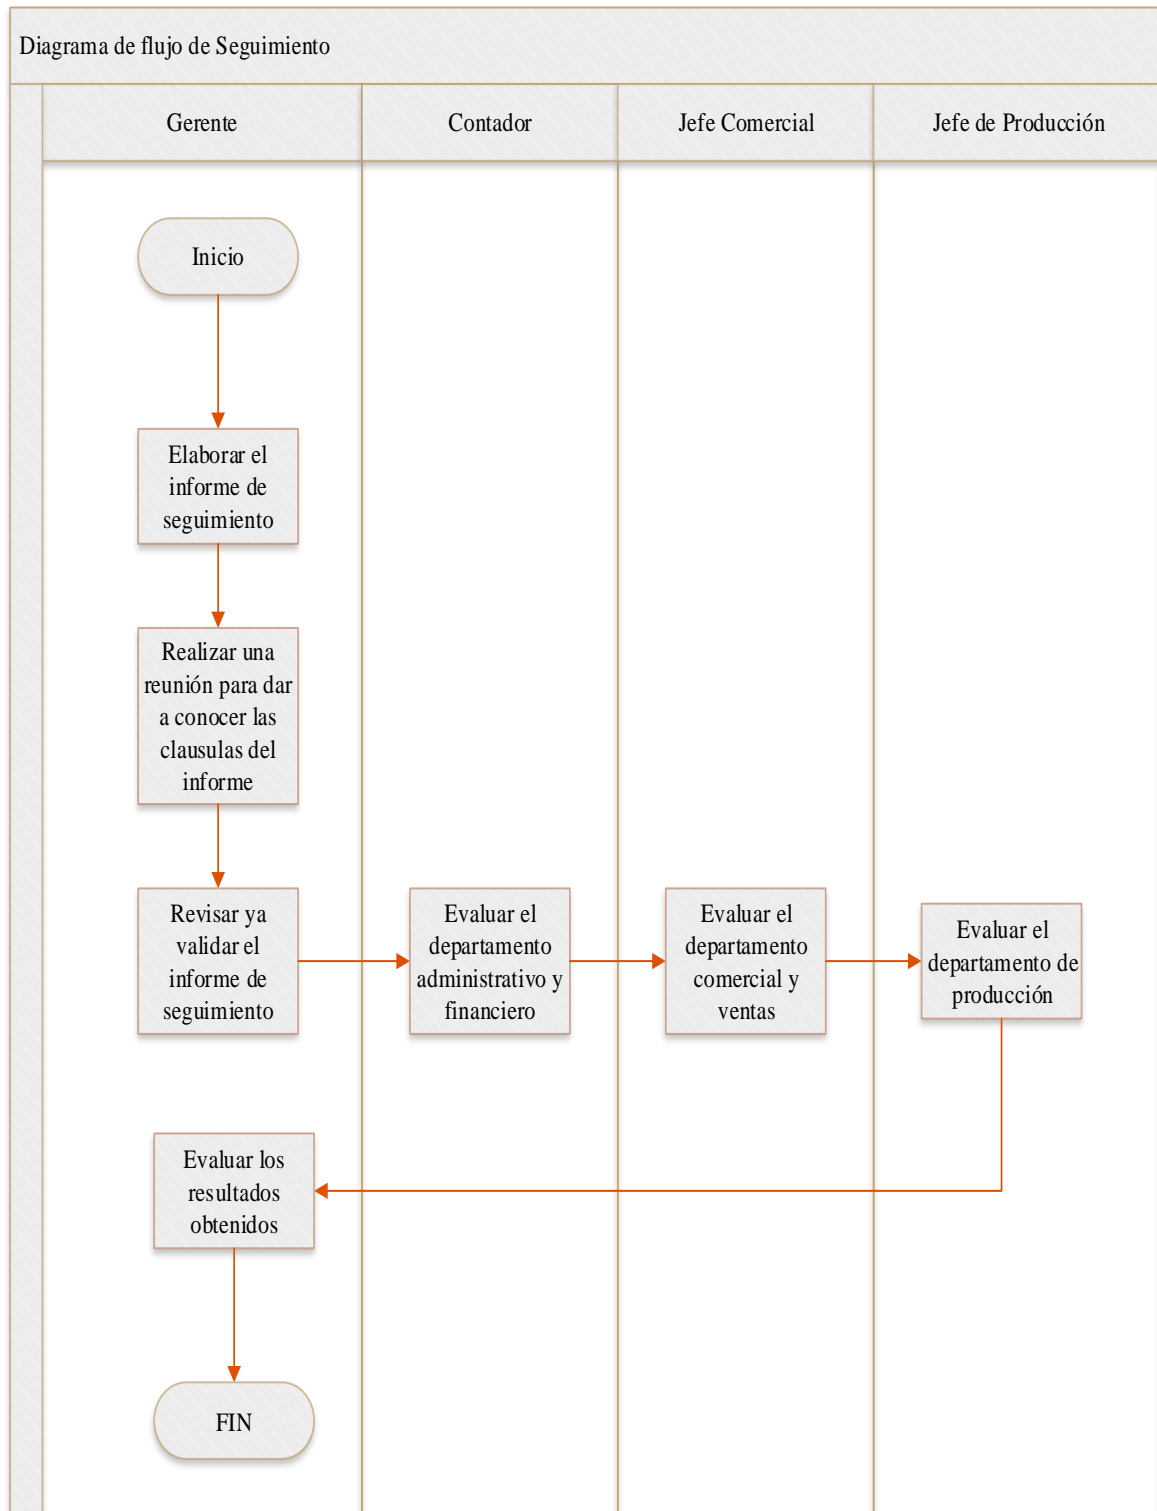 Diagrama de flujo de Seguimiento
Gerente
Contador
Jefe Comercial
Jefe de Producción
Inicio
Elaborar el
informe de
seguimiento
Realizar una
reunión para dar
a conocer las
clausulas del
informe
Revisar ya
validar el
informe de
seguimiento
Evaluar el
departamento
administrativo y
financiero
Evaluar el
departamento
comercial y
ventas
Evaluar el
departamento de
producción
Evaluar los
resultados
obtenidos
FIN